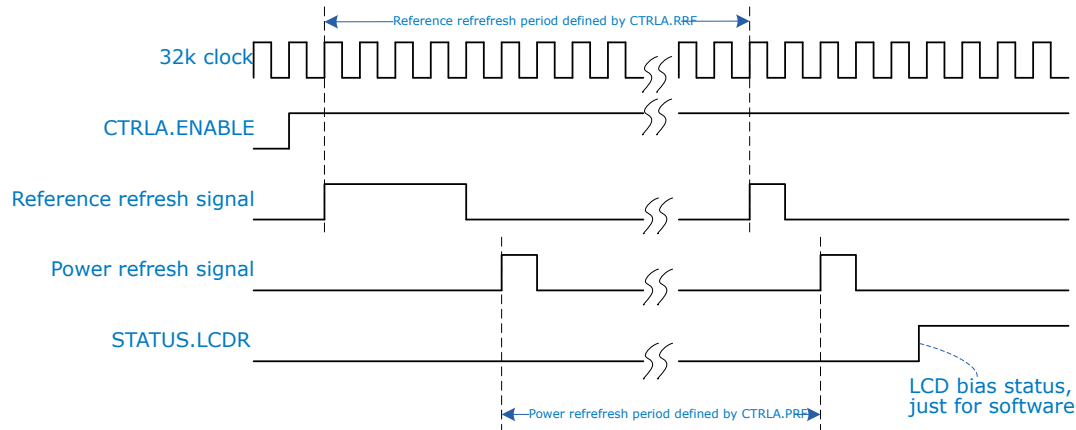 Reference refrefresh period defined by CTRLA.RRF
32k clock
CTRLA.ENABLE
Reference refresh signal
Power refresh signal
STATUS.LCDR
LCD bias status,
just for software
Power refrefresh period defined by CTRLA.PRF